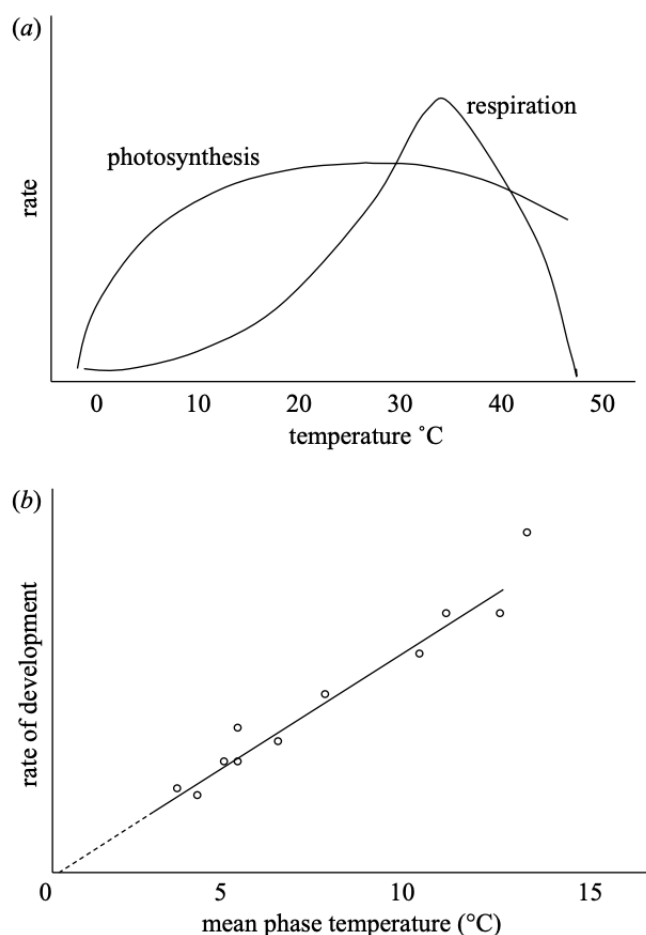 (a)
respiration
photosynthesis
rate
0 10 20 30 40 50
temperature ˚C
(b)
rate of development
0 5 10 15
mean phase temperature (°C)